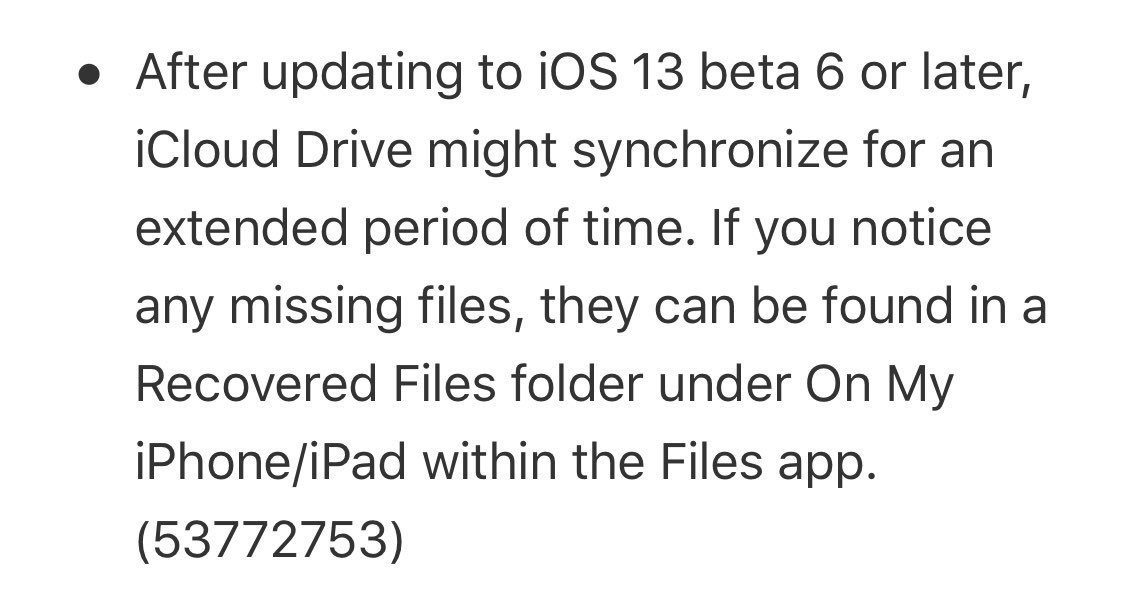 • After updating to iOS 13 beta 6 or later,
iCloud Drive might synchronize for an
extended period of time. If you notice
any missing files, they can be found in a
Recovered Files folder under On My
iPhone/iPad within the Files app.
(53772753)